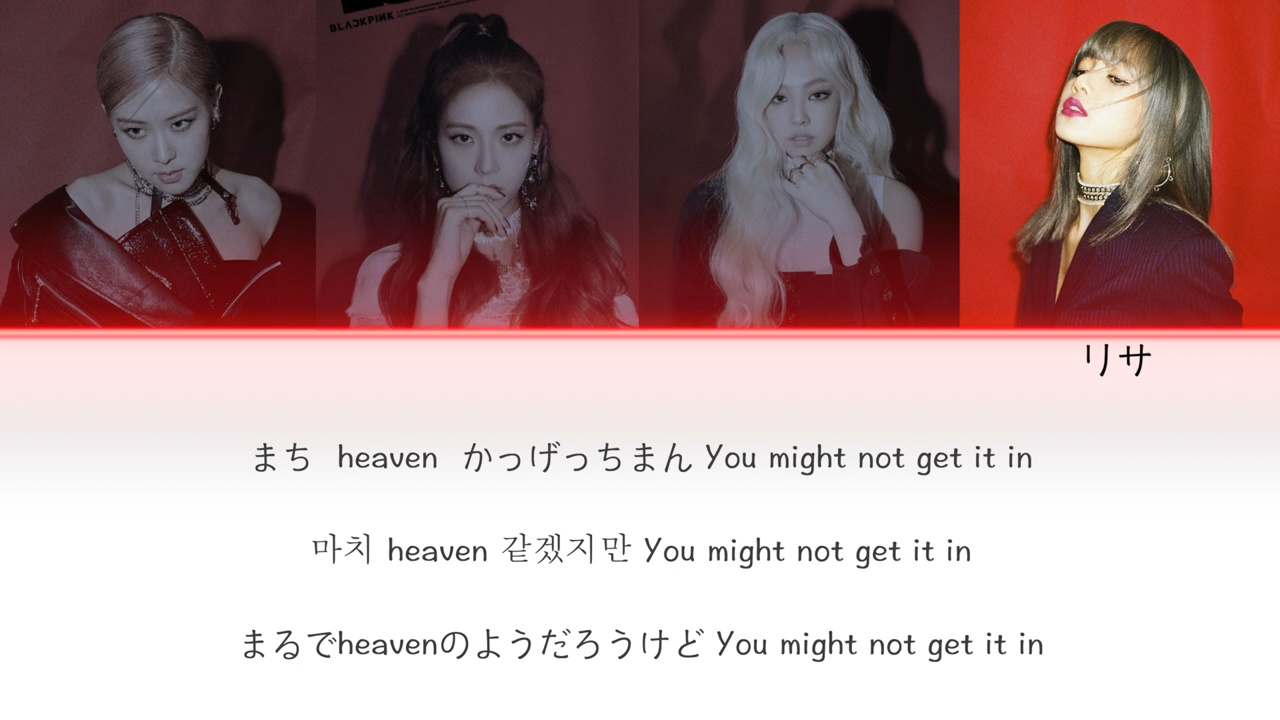 BLACKPINK
リサ
まち heaven かっげっちまん You might not get it in
마치 heaven 같겠지만 You might not get it in
まるでheavenのようだろうけど You might not get it in